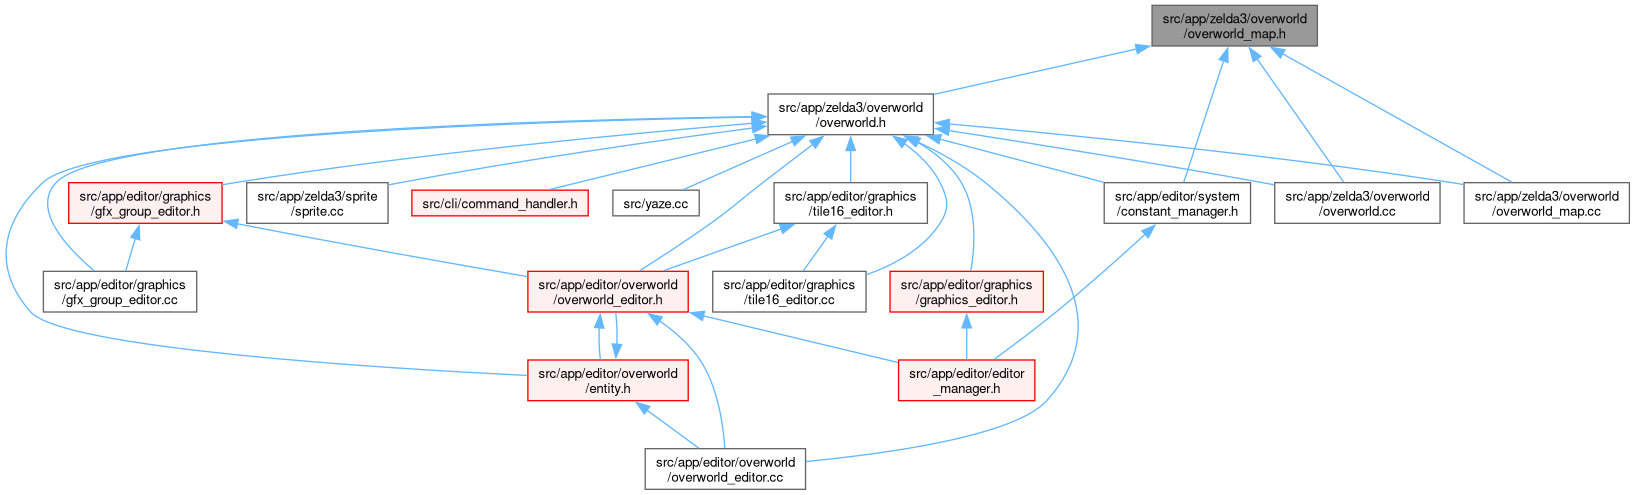 src/app/zelda3/overworld
/overworld_map.h
src/app/zelda3/overworld
/overworld.h
src/app/editor/graphics
/gfx_group_editor.h
src/app/zelda3/sprite
/sprite.cc
src/cli/command_handler.h
src/yaze.cc
src/app/editor/graphics
/tile16_editor.h
src/app/editor/system
/constant_manager.h
src/app/zelda3/overworld
/overworld.cc
src/app/zelda3/overworld
/overworld_map.cc
src/app/editor/graphics
/gfx_group_editor.cc
src/app/editor/overworld
/overworld_editor.h
src/app/editor/graphics
/tile16_editor.cc
src/app/editor/graphics
/graphics_editor.h
src/app/editor/overworld
/entity.h
src/app/editor/editor
_manager.h
src/app/editor/overworld
/overworld_editor.cc